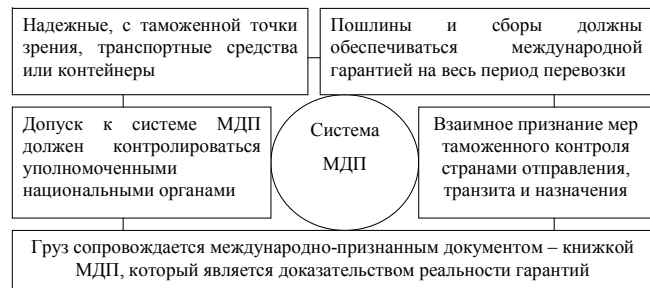 Надежные, с таможенной точки
зрения, транспортные средства
или контейнеры
Пошлины и сборы должны
обеспечиваться международной
гарантией на весь период перевозки
Допуск к системе МДП
должен контролироваться
уполномоченными
национальными органами
Система
МДП
Взаимное признание мер
таможенного контроля
странами отправления,
транзита и назначения
Груз сопровождается международно-признанным документом – книжкой
МДП, который является доказательством реальности гарантий